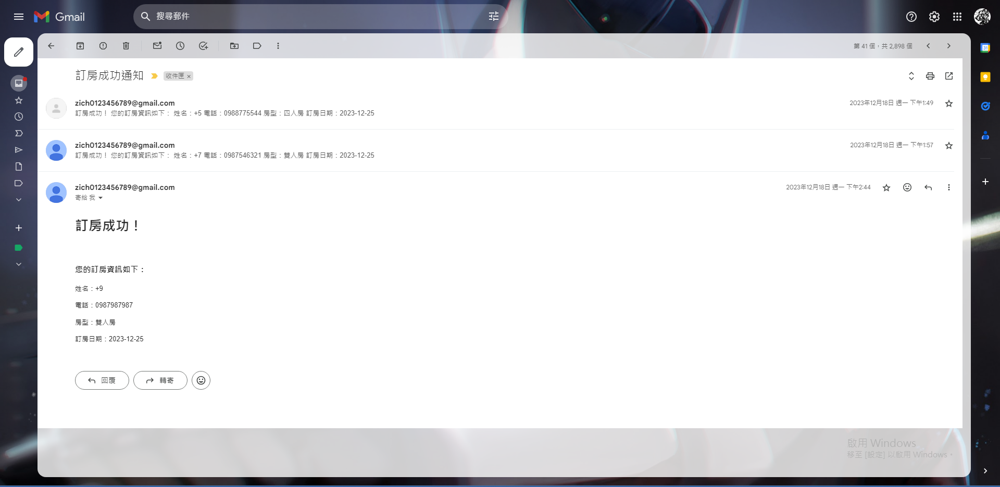 Gmail
搜尋郵件
第 41 個，共 2,898 個
31
訂房成功通知
收件匣 ×
zich0123456789@gmail.com
2023年12月18日 週一 下午1:49
訂房成功！ 您的訂房資訊如下： 姓名：+5 電話：0988775544 房型：四人房 訂房日期：2023-12-25
zich0123456789@gmail.com
2023年12月18日 週一 下午1:57
訂房成功！ 您的訂房資訊如下： 姓名：+7 電話：0987546321 房型：雙人房 訂房日期：2023-12-25
zich0123456789@gmail.com
2023年12月18日 週一 下午2:44
寄給 我
訂房成功！
您的訂房資訊如下：
姓名：+9
電話：0987987987
房型：雙人房
訂房日期：2023-12-25
回覆
轉寄
啟用 Windows
移至 [設定] 以啟用 Windows。